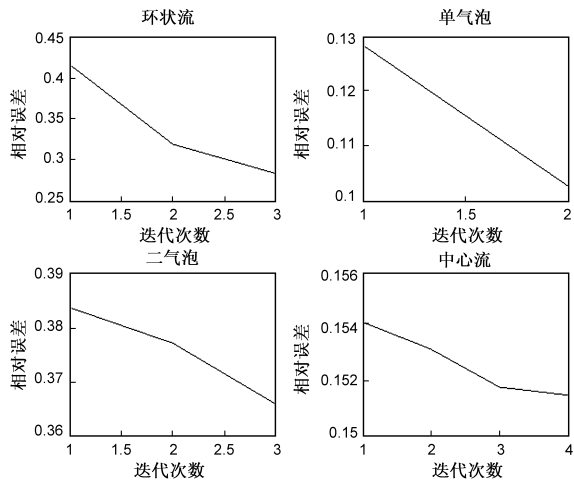 环状流
0.45
0.4
0.35
0.3
0.25
相对误差
1 1.5 2 2.5 3
迭代次数
单气泡
0.13
0.12
0.11
0.1
相对误差
1 1.5 2
迭代次数
二气泡
0.39
0.38
0.37
0.36
相对误差
1 1.5 2 2.5 3
迭代次数
中心流
0.156
0.154
0.152
0.15
相对误差
1 2 3 4
迭代次数